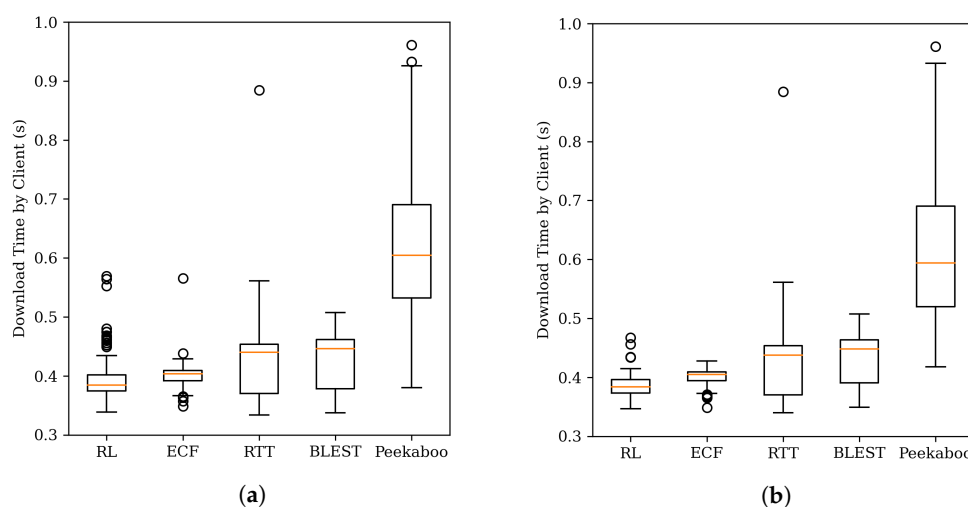 Download Time by Client (s)
1.0
0.9
0.8
0.7
0.6
0.5
0.4
0.3
RL ECF RTT BLEST Peekaboo
(a)
Download Time by Client (s)
1.0
0.9
0.8
0.7
0.6
0.5
0.4
0.3
RL ECF RTT BLEST Peekaboo
(b)